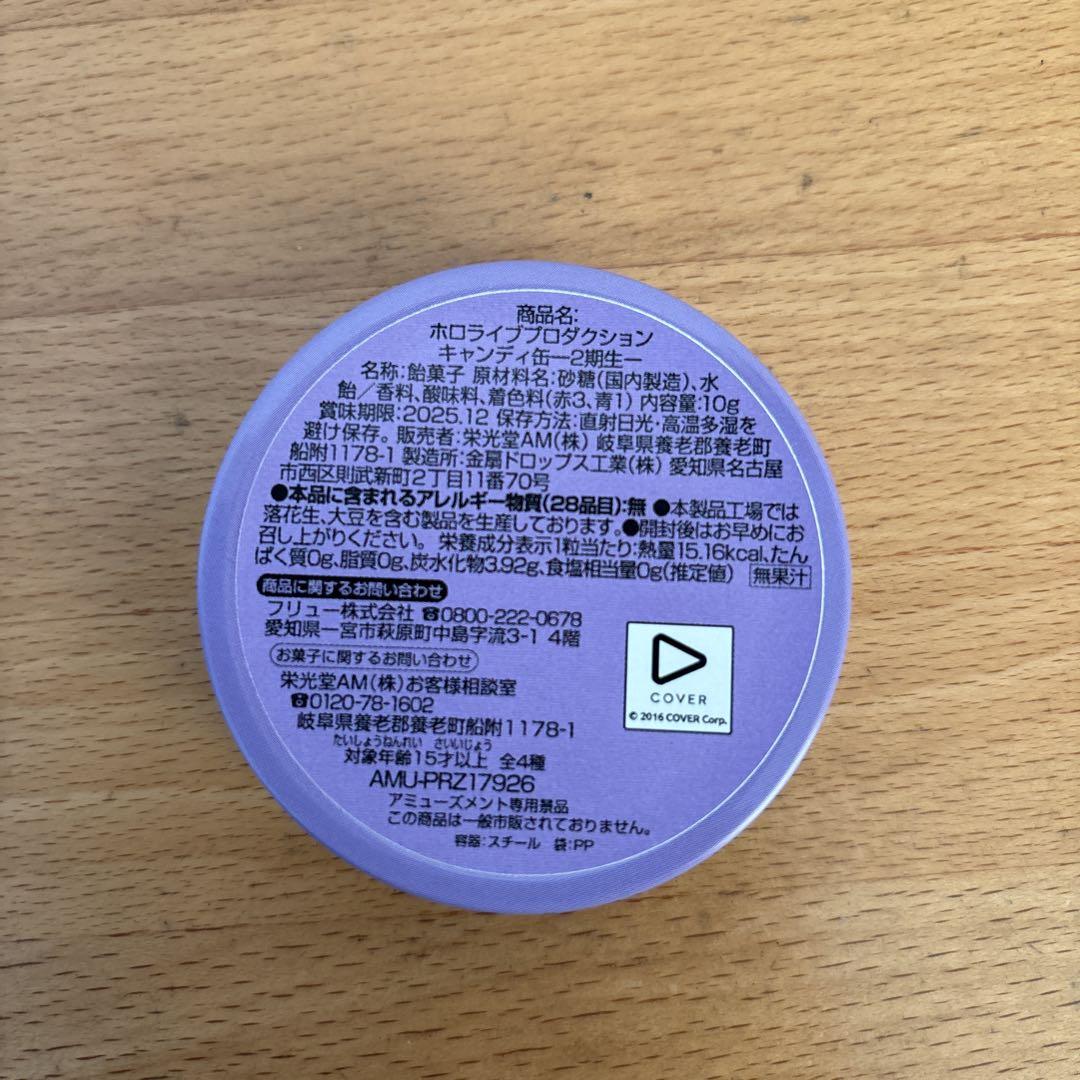 商品名:
ホロライブプロダクション
キャンディ缶ー2期生ー
名称:飴菓子 原材料名:砂糖(国内製造)、水
飴／香料、酸味料、着色料(赤3、青1) 内容量:10g
賞味期限:2025.12 保存方法:直射日光・高温多湿を
避け保存。 販売者:栄光堂AM(株) 岐阜県養老郡養老町
船附1178-1 製造所:金扇ドロップス工業(株) 愛知県名古屋
市西区則武新町2丁目11番70号
●本品に含まれるアレルギー物質(28品目):無 ●本製品工場では
落花生、大豆を含む製品を生産しております。●開封後はお早めにお
召し上がりください。 栄養成分表示1粒当たり:熱量15.16kcal、たん
ぱく質0g、脂質0g、炭水化物3.92g、食塩相当量0g(推定値) 無果汁
商品に関するお問い合わせ
フリュー株式会社 ☎0800-222-0678
愛知県一宮市萩原町中島字流3-1 4階
お菓子に関するお問い合わせ
栄光堂AM(株)お客様相談室
☎0120-78-1602
岐阜県養老郡養老町船附1178-1
たいしょうねんれい さいいじょう
対象年齢15才以上 全4種
AMU-PRZ17926
アミューズメント専用景品
この商品は一般市販されておりません。
容器:スチール 袋:PP
COVER
© 2016 COVER Corp.